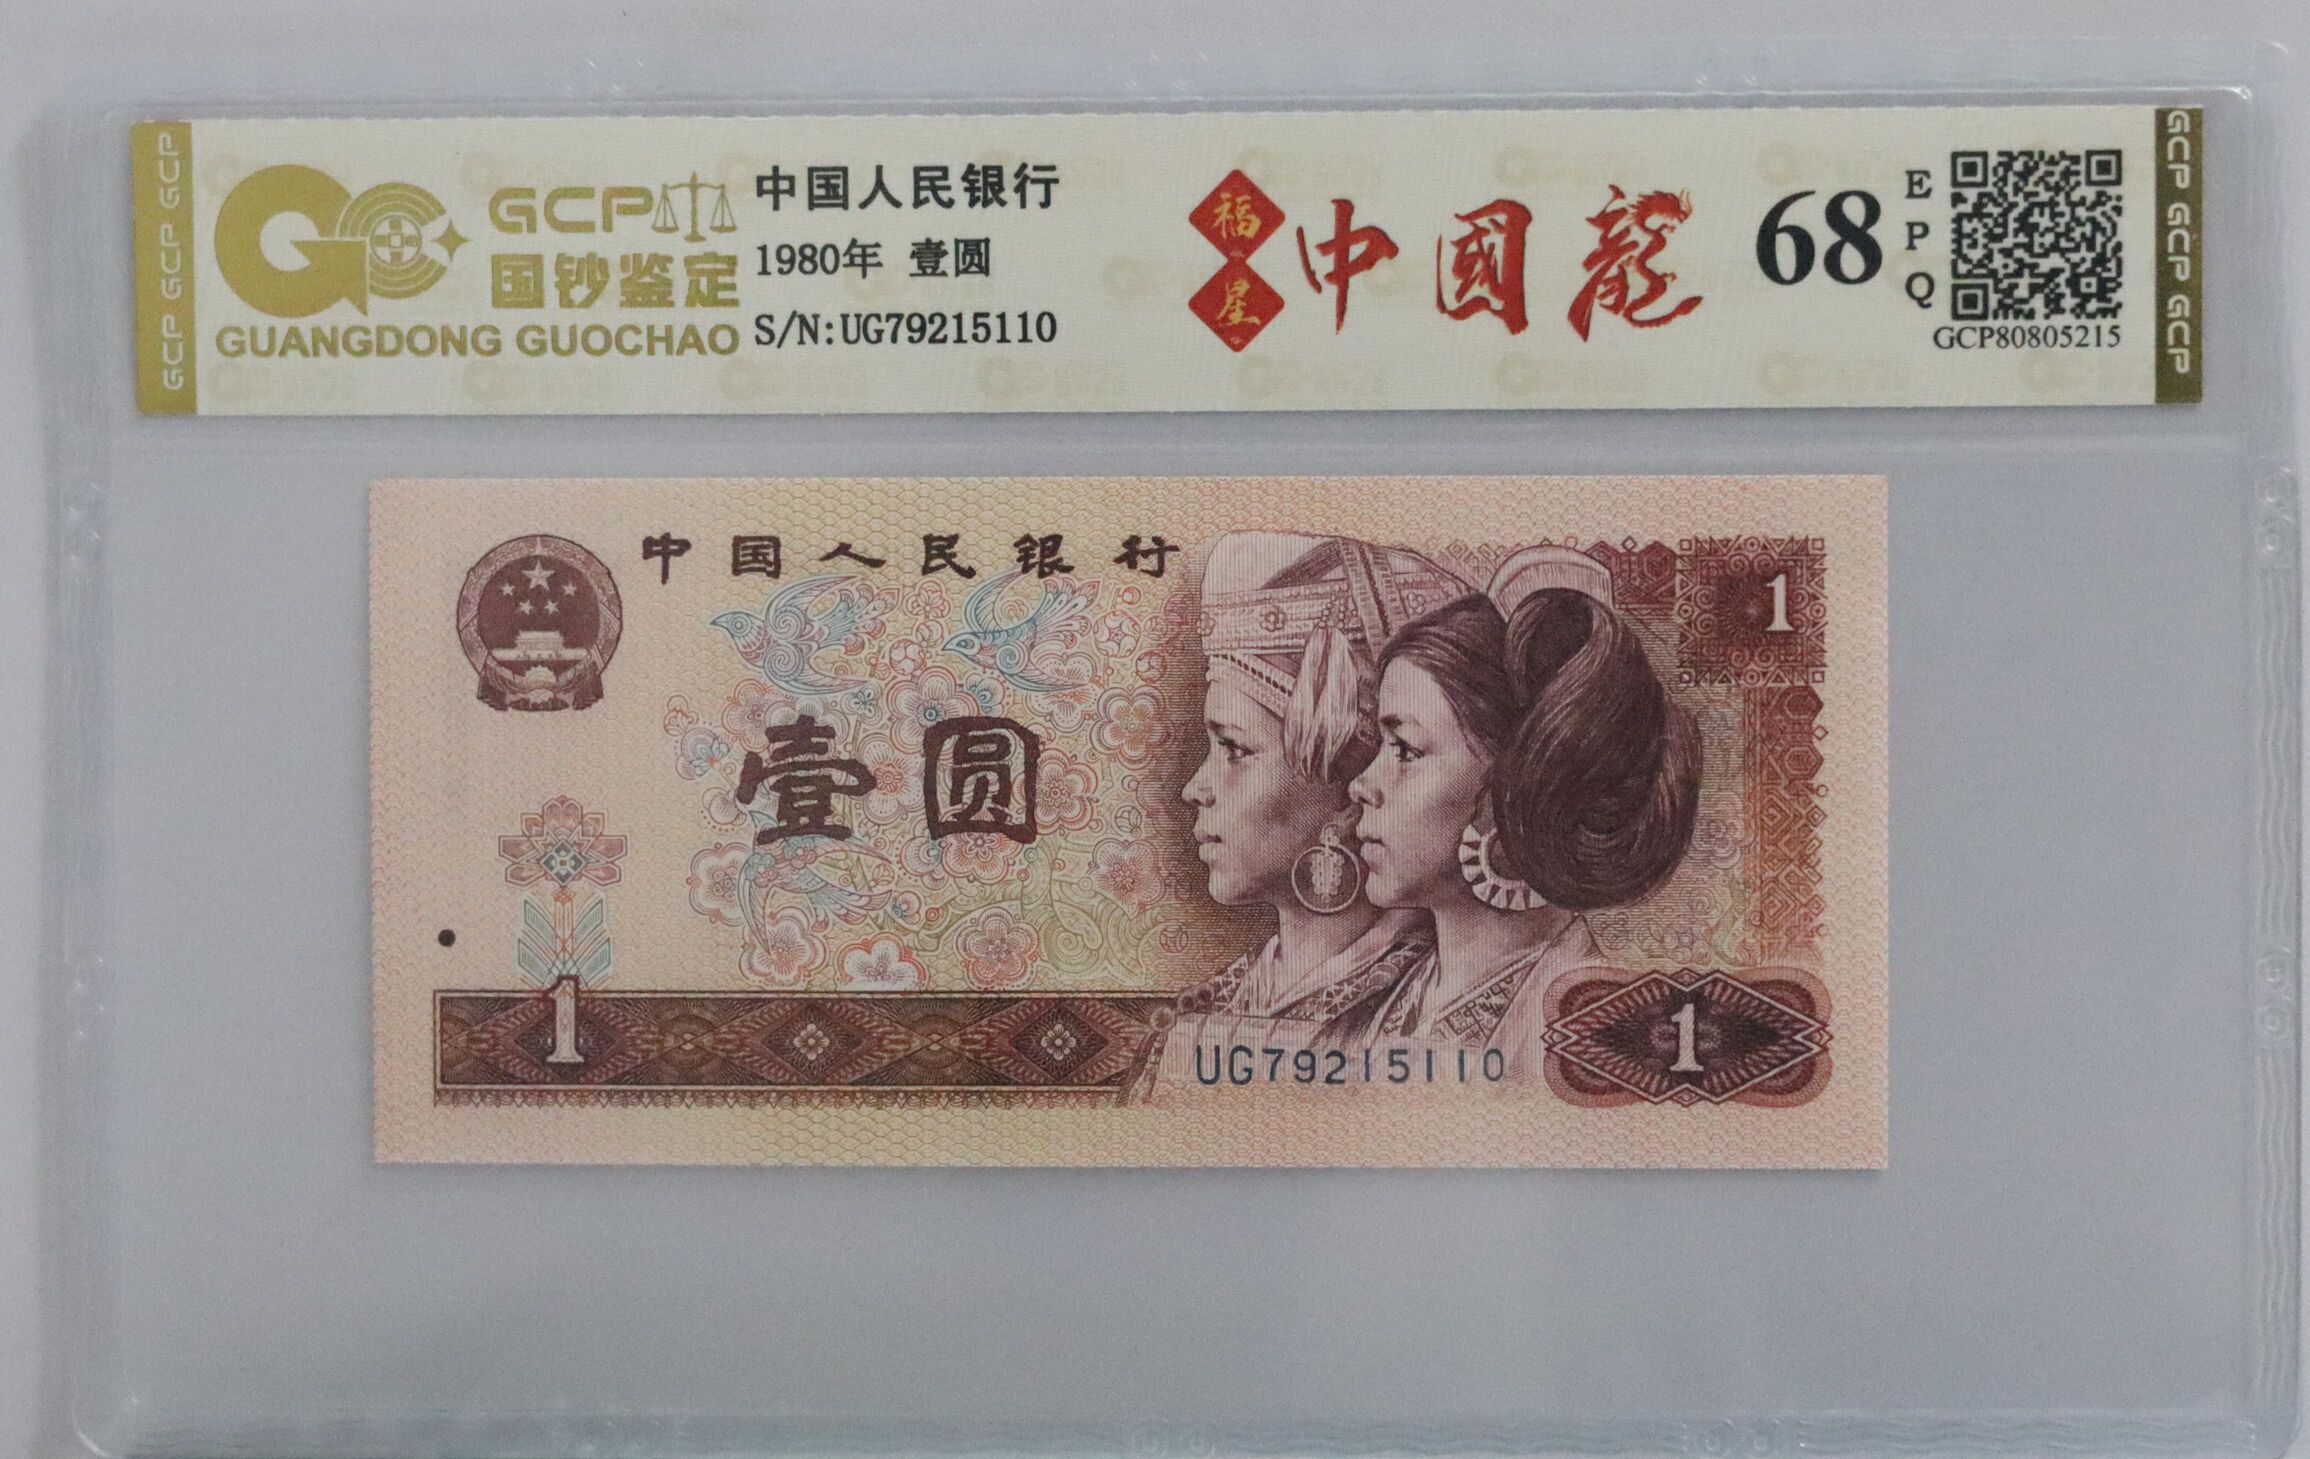 GCP GCP GCP
GCP
国钞鉴定
GUANGDONG GUOCHAO
中国人民银行
1980年 壹圆
S/N:UG79215110
福星
中國龍
68
EPQ
GCP80805215
GCP GCP GCP
中国人民银行
1
壹圆
1
UG79215110
1